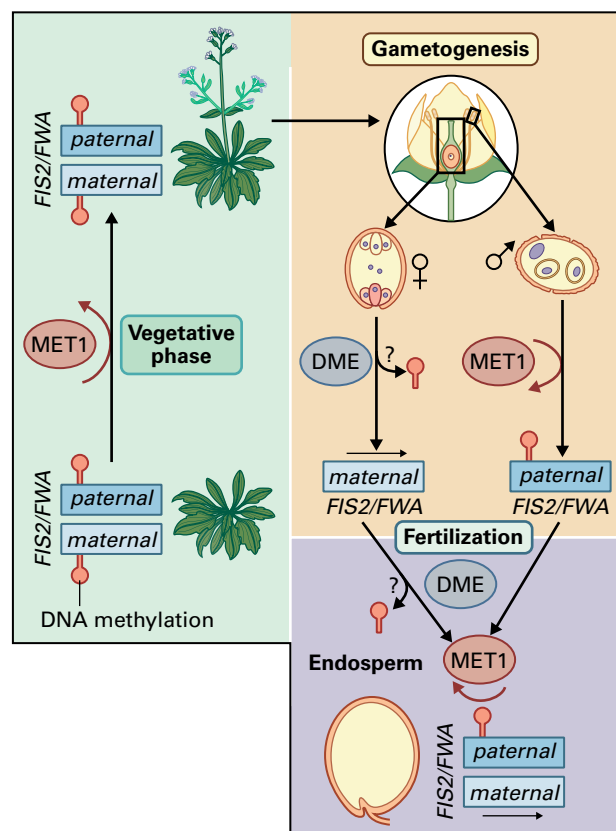 Gametogenesis
FIS2/FWA
paternal
maternal
♀
♂
MET1
Vegetative
phase
DME
?
MET1
FIS2/FWA
paternal
maternal
DNA methylation
maternal
FIS2/FWA
paternal
FIS2/FWA
Fertilization
?
DME
Endosperm
MET1
FIS2/FWA
paternal
maternal